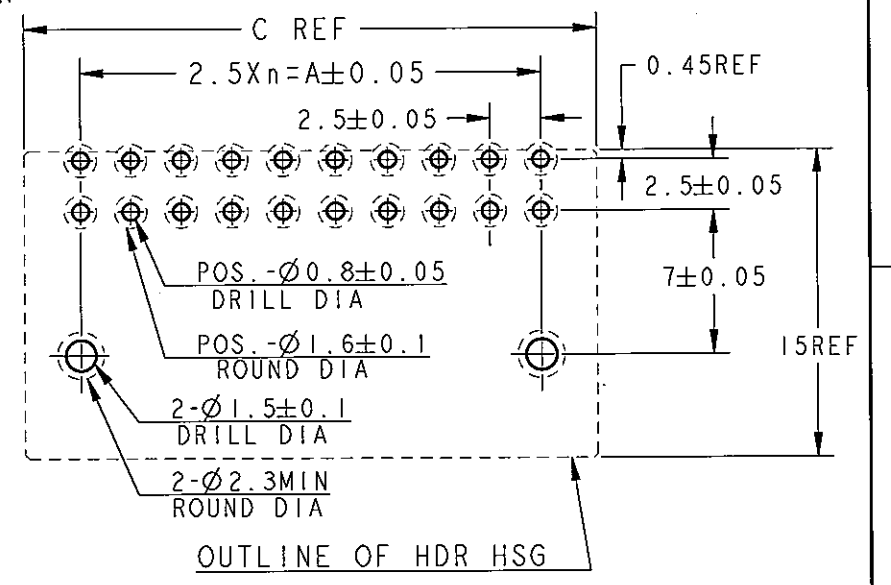 C REF
2.5Xn=A±0.05
0.45REF
2.5±0.05
2.5±0.05
POS.-Ø0.8±0.05
DRILL DIA
7±0.05
POS.-Ø1.6±0.1
ROUND DIA
15REF
2-Ø1.5±0.1
DRILL DIA
2-Ø2.3MIN
ROUND DIA
OUTLINE OF HDR HSG